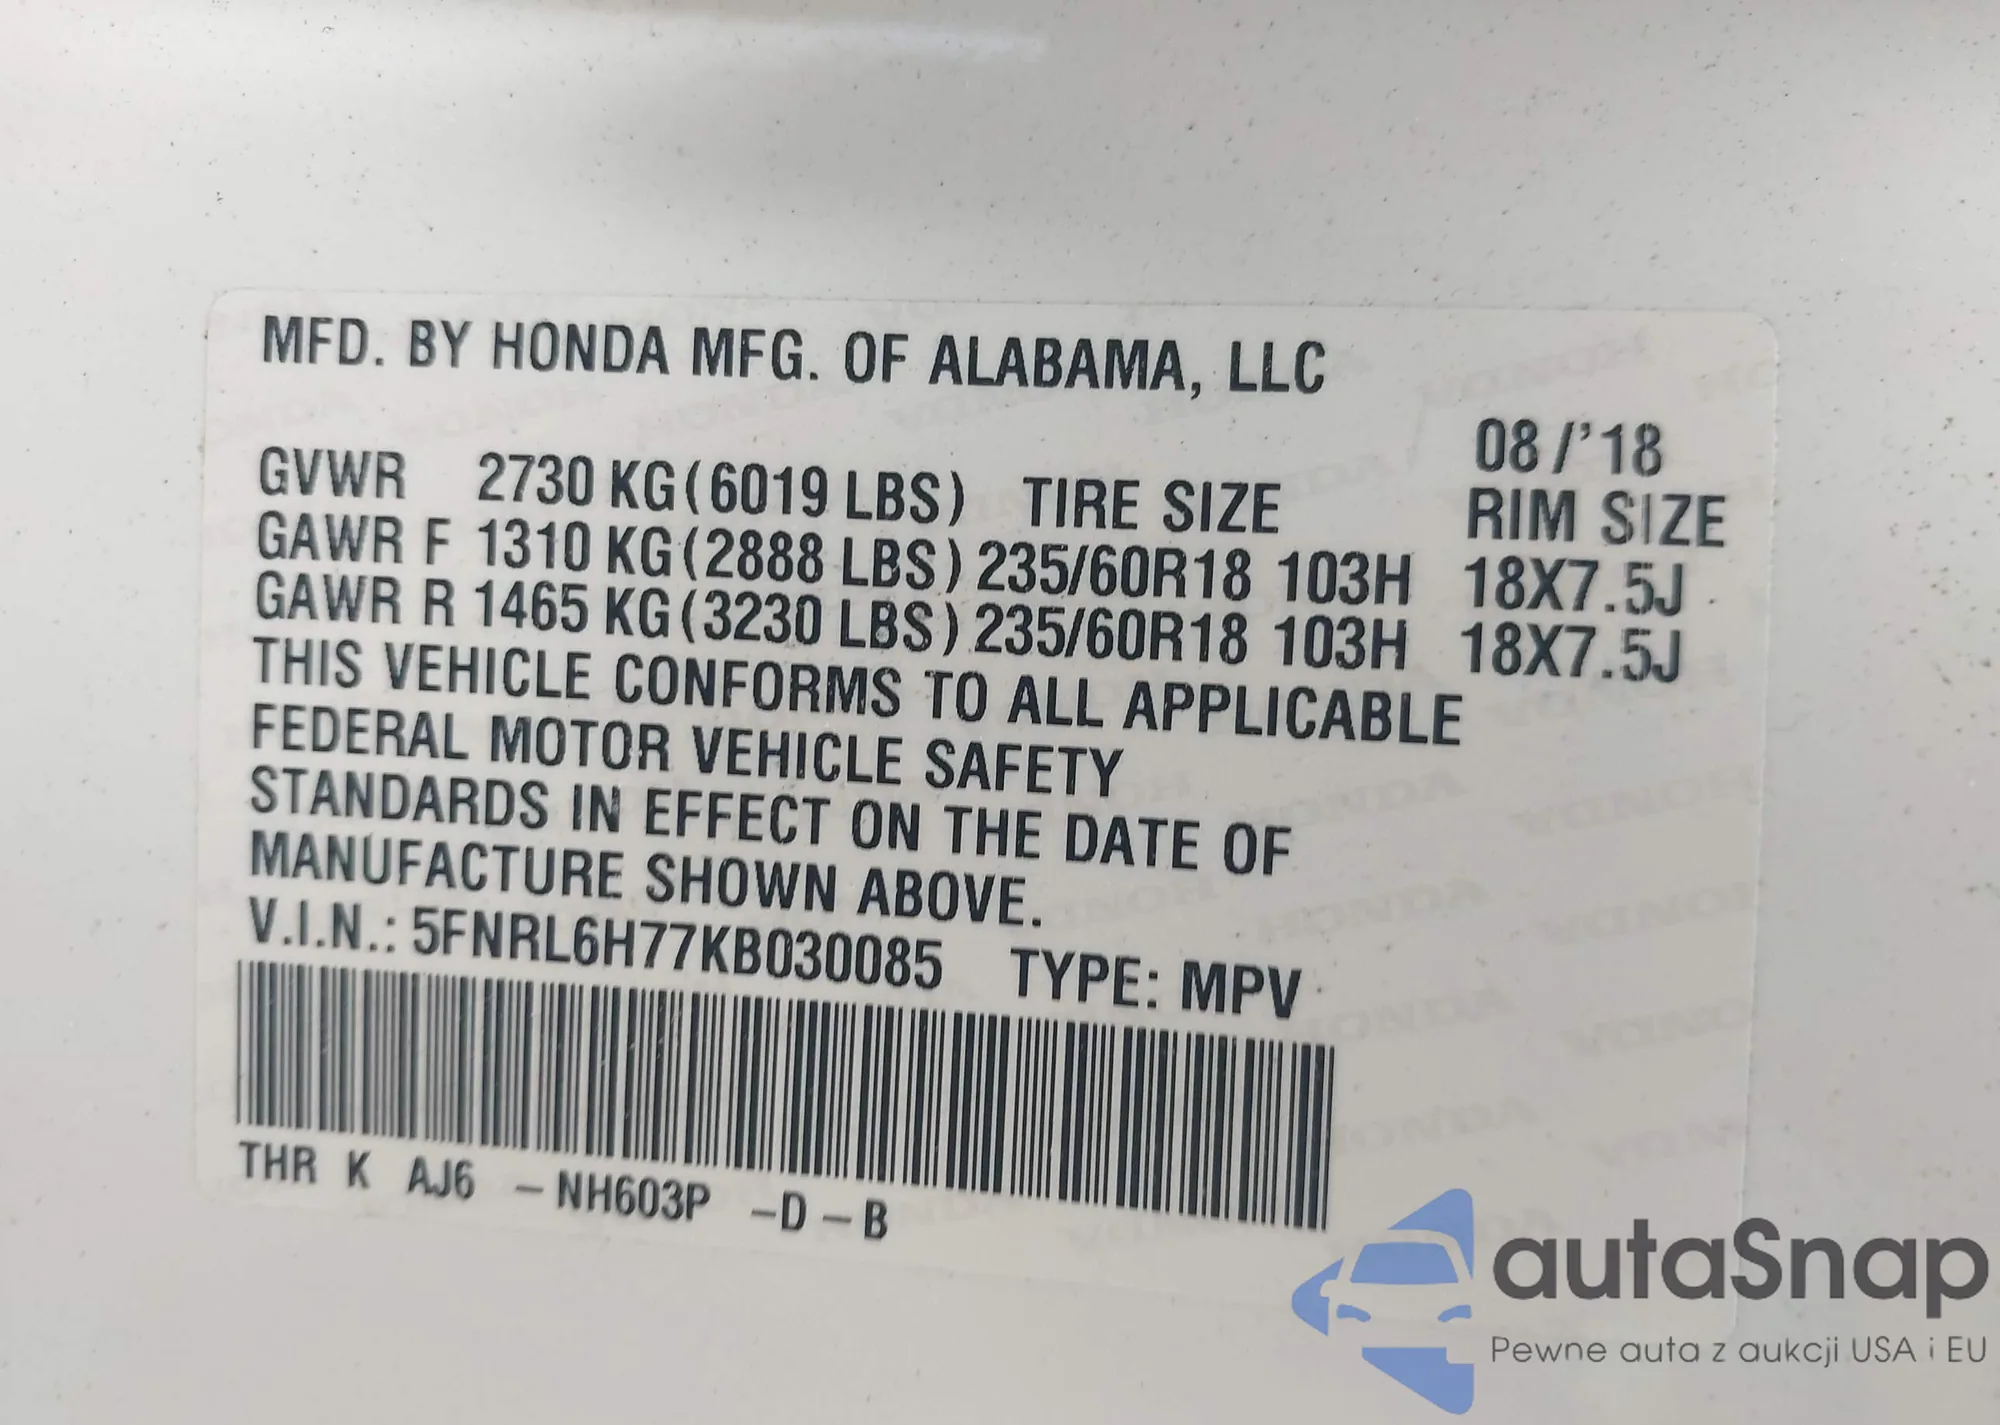 MFD. BY HONDA MFG. OF ALABAMA, LLC
08/'18
GVWR 2730 KG(6019 LBS) TIRE SIZE RIM SIZE
GAWR F 1310 KG(2888 LBS) 235/60R18 103H 18X7.5J
GAWR R 1465 KG(3230 LBS) 235/60R18 103H 18X7.5J
THIS VEHICLE CONFORMS TO ALL APPLICABLE
FEDERAL MOTOR VEHICLE SAFETY
STANDARDS IN EFFECT ON THE DATE OF
MANUFACTURE SHOWN ABOVE.
V.I.N.: 5FNRL6H77KB030085 TYPE: MPV
THR K AJ6 -NH603P -D-B
autaSnap
Pewne auta z aukcji USA i EU